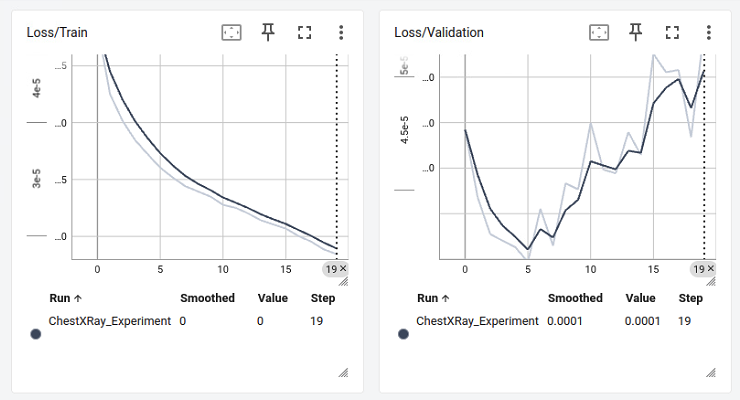 Loss/Train
...5
4e-5
...0
3e-5
...5
...0
0 5 10 15 19 ×
Run ↑ Smoothed Value Step
ChestXRay_Experiment 0 0 19
Loss/Validation
5e-5
...0
4.5e-5
...0
...0
0 5 10 15 19 ×
Run ↑ Smoothed Value Step
ChestXRay_Experiment 0.0001 0.0001 19